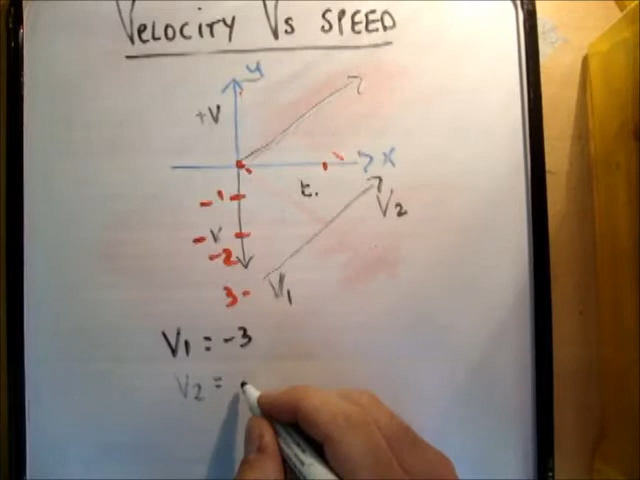 VELOCITY VS SPEED
y
+V
X
t.
-1
V2
-V
-2
3-
V1
V1 = -3
V2 =